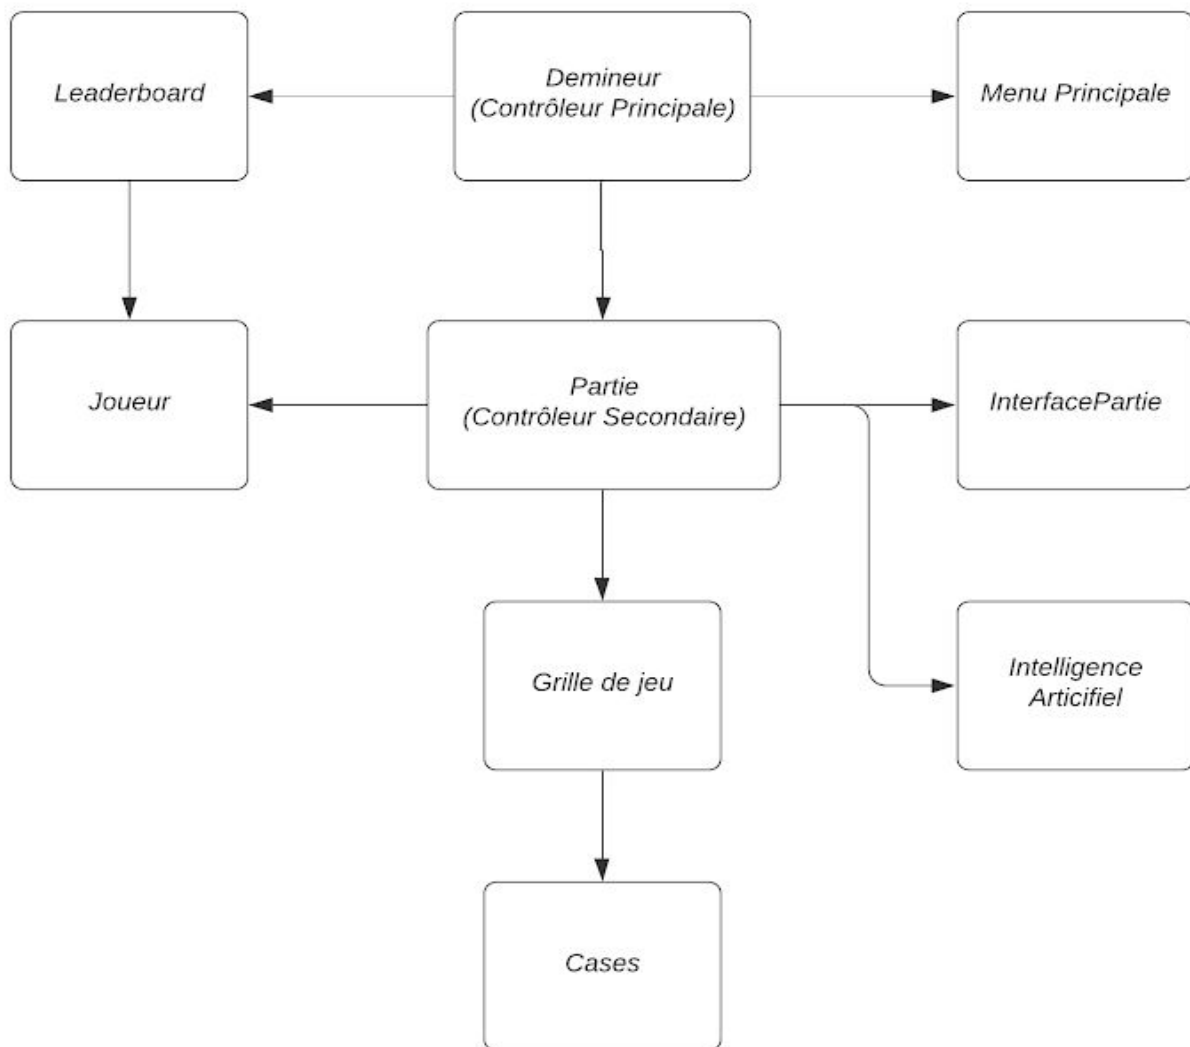 Leaderboard
Demineur
(Contrôleur Principale)
Menu Principale
Joueur
Partie
(Contrôleur Secondaire)
InterfacePartie
Grille de jeu
Intelligence
Articifiel
Cases